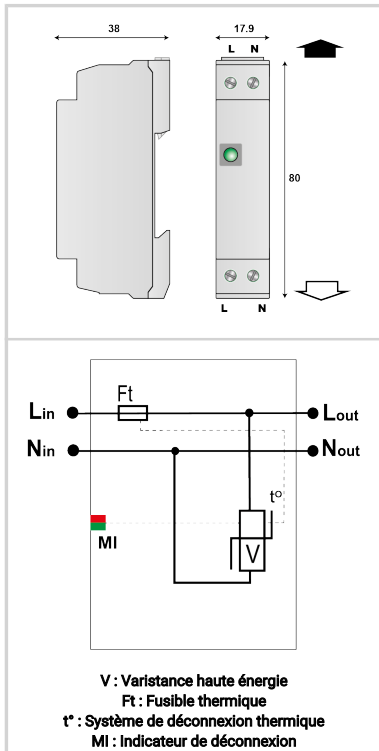 38
17.9
L N
80
L N
Ft
Lin
Lout
Nin
Nout
t°
MI
V
V : Varistance haute énergie
Ft : Fusible thermique
t° : Système de déconnexion thermique
MI : Indicateur de déconnexion